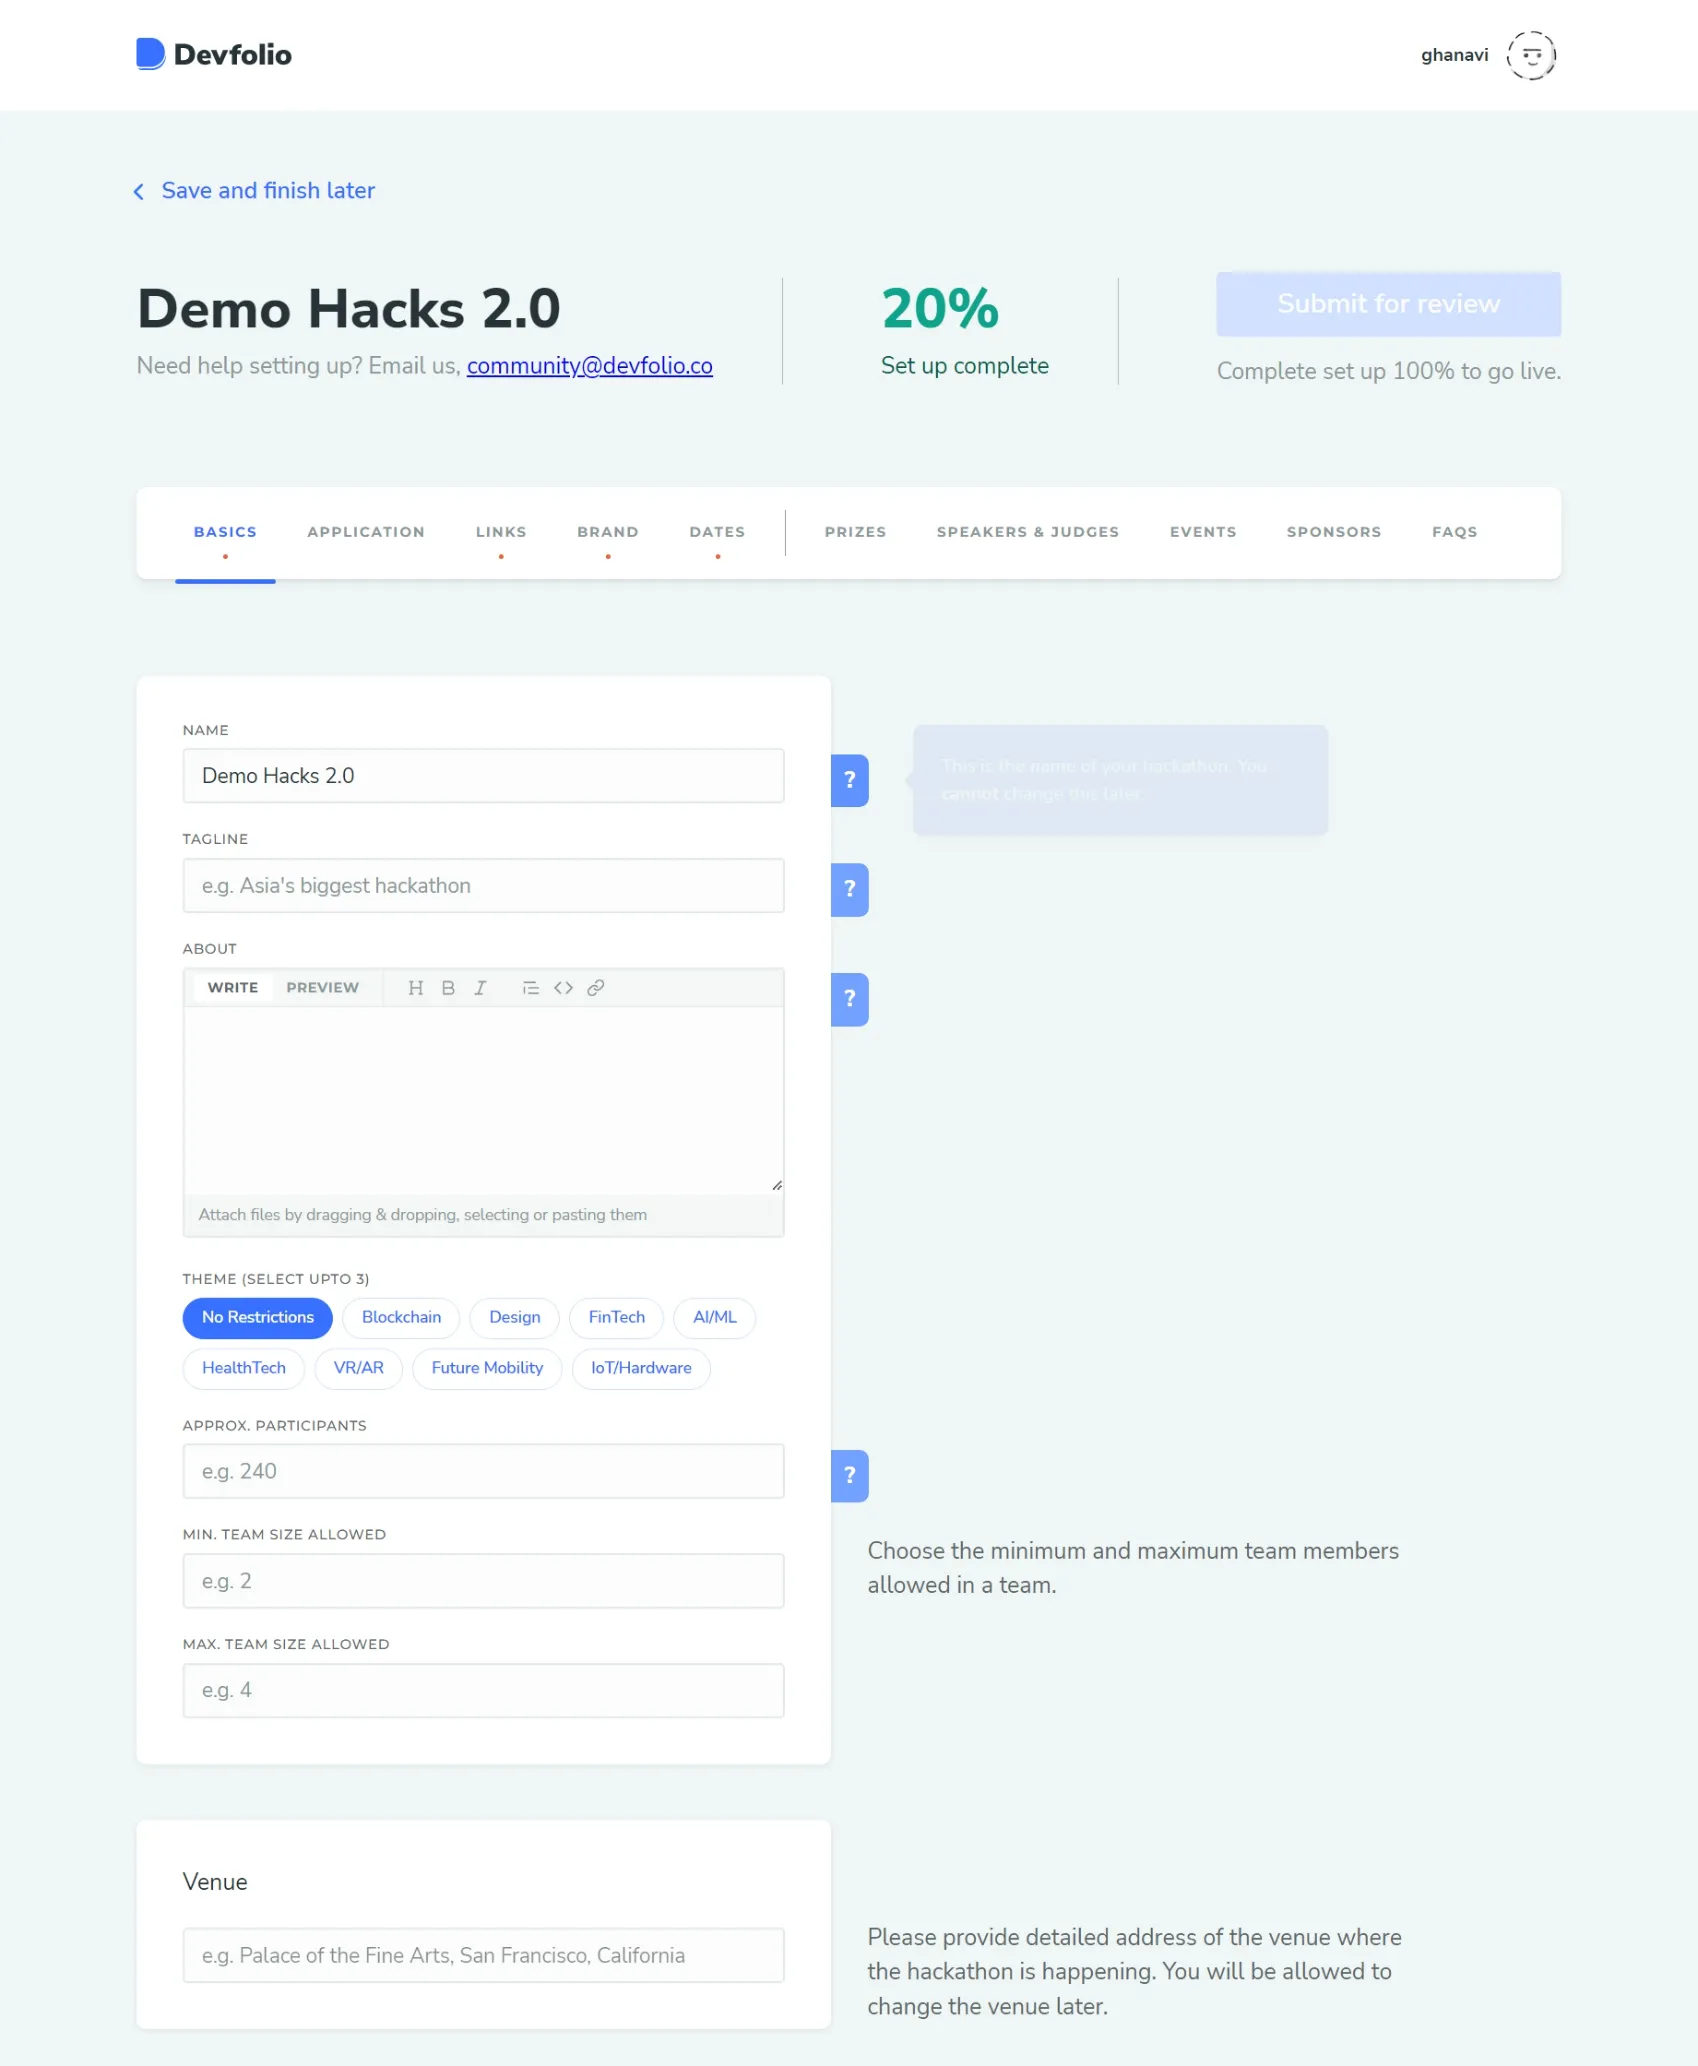 Devfolio
ghanavi
Save and finish later
Demo Hacks 2.0
Need help setting up? Email us, community@devfolio.co
20%
Set up complete
Submit for review
Complete set up 100% to go live.
BASICS APPLICATION LINKS BRAND DATES PRIZES SPEAKERS & JUDGES EVENTS SPONSORS FAQS
NAME
Demo Hacks 2.0
?
This is the name of your hackathon. You
cannot change this later.
TAGLINE
e.g. Asia's biggest hackathon
?
ABOUT
WRITE PREVIEW H B I
?
Attach files by dragging & dropping, selecting or pasting them
THEME (SELECT UPTO 3)
No Restrictions Blockchain Design FinTech AI/ML
HealthTech VR/AR Future Mobility IoT/Hardware
APPROX. PARTICIPANTS
e.g. 240
?
MIN. TEAM SIZE ALLOWED
e.g. 2
Choose the minimum and maximum team members
allowed in a team.
MAX. TEAM SIZE ALLOWED
e.g. 4
Venue
e.g. Palace of the Fine Arts, San Francisco, California
Please provide detailed address of the venue where
the hackathon is happening. You will be allowed to
change the venue later.